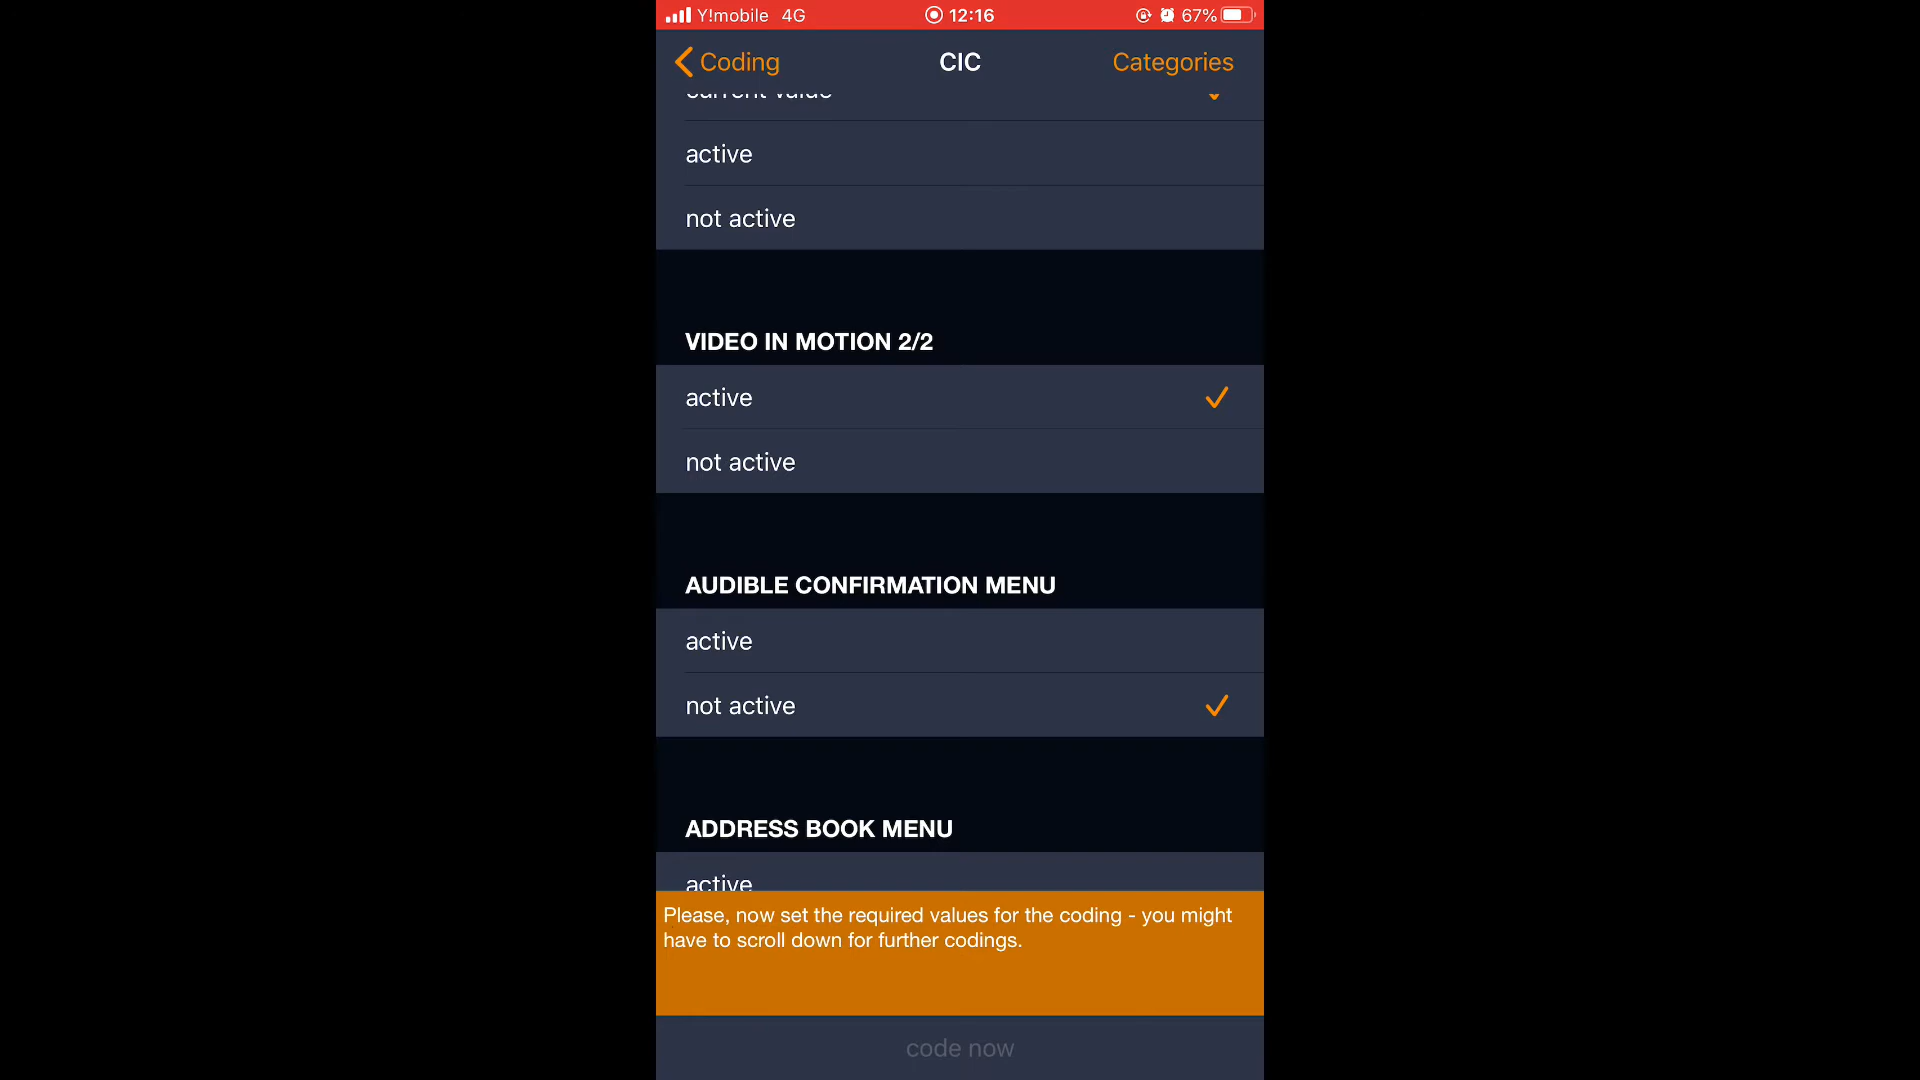 Y!mobile 4G 12:16 67%
Coding CIC Categories
current value
active
not active
VIDEO IN MOTION 2/2
active
not active
AUDIBLE CONFIRMATION MENU
active
not active
ADDRESS BOOK MENU
active
Please, now set the required values for the coding - you might
have to scroll down for further codings.
code now